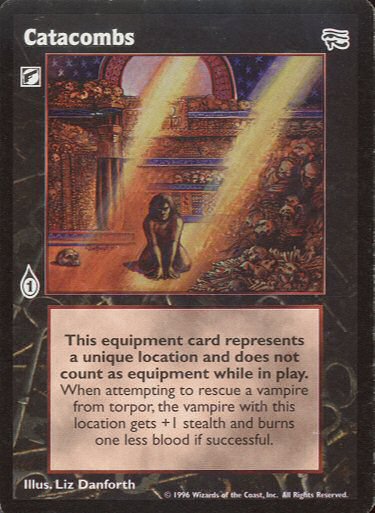 Catacombs
1
This equipment card represents
a unique location and does not
count as equipment while in play.
When attempting to rescue a vampire
from torpor, the vampire with this
location gets +1 stealth and burns
one less blood if successful.
Illus. Liz Danforth
© 1996 Wizards of the Coast, Inc. All Rights Reserved.